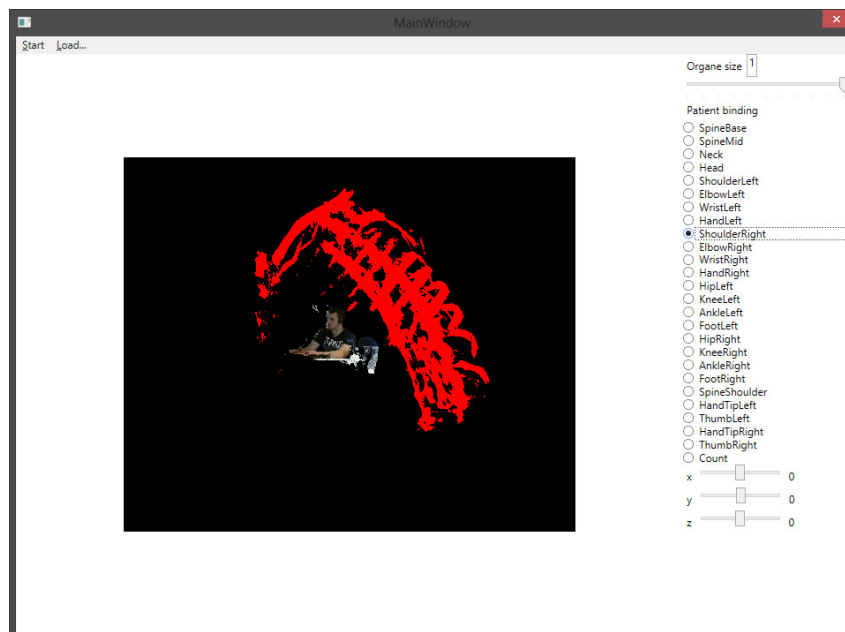 MainWindow
Start Load...
Organe size 1
Patient binding
SpineBase
SpineMid
Neck
Head
ShoulderLeft
ElbowLeft
WristLeft
HandLeft
ShoulderRight
ElbowRight
WristRight
HandRight
HipLeft
KneeLeft
AnkleLeft
FootLeft
HipRight
KneeRight
AnkleRight
FootRight
SpineShoulder
HandTipLeft
ThumbLeft
HandTipRight
ThumbRight
Count
x 0
y 0
z 0